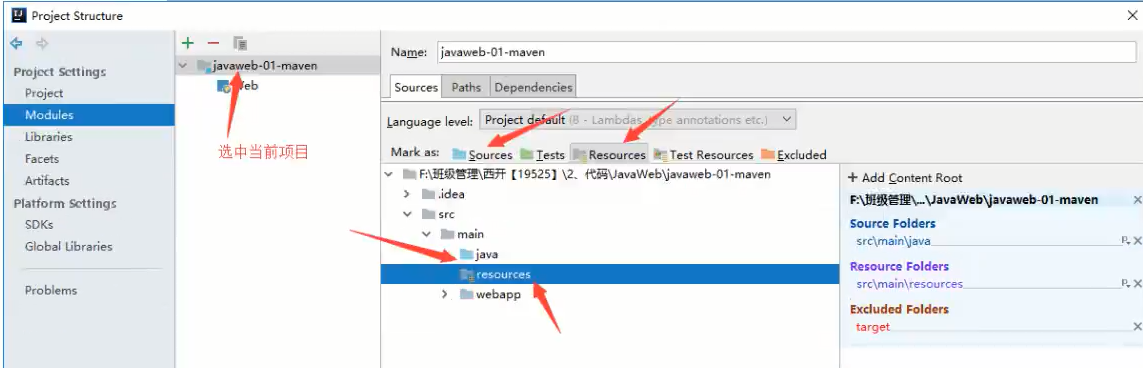 Project Structure
Project Settings
Project
Modules
Libraries
Facets
Artifacts
Platform Settings
SDKs
Global Libraries
Problems
javaweb-01-maven
Web
选中当前项目
Name: javaweb-01-maven
Sources Paths Dependencies
Language level: Project default (8 - Lambdas, type annotations etc.)
Mark as: Sources Tests Resources Test Resources Excluded
F:\班级管理\西开【19525】\2、代码\JavaWeb\javaweb-01-maven
.idea
src
main
java
resources
webapp
+ Add Content Root
F:\班级管理\...\JavaWeb\javaweb-01-maven
Source Folders
src\main\java
Resource Folders
src\main\resources
Excluded Folders
target